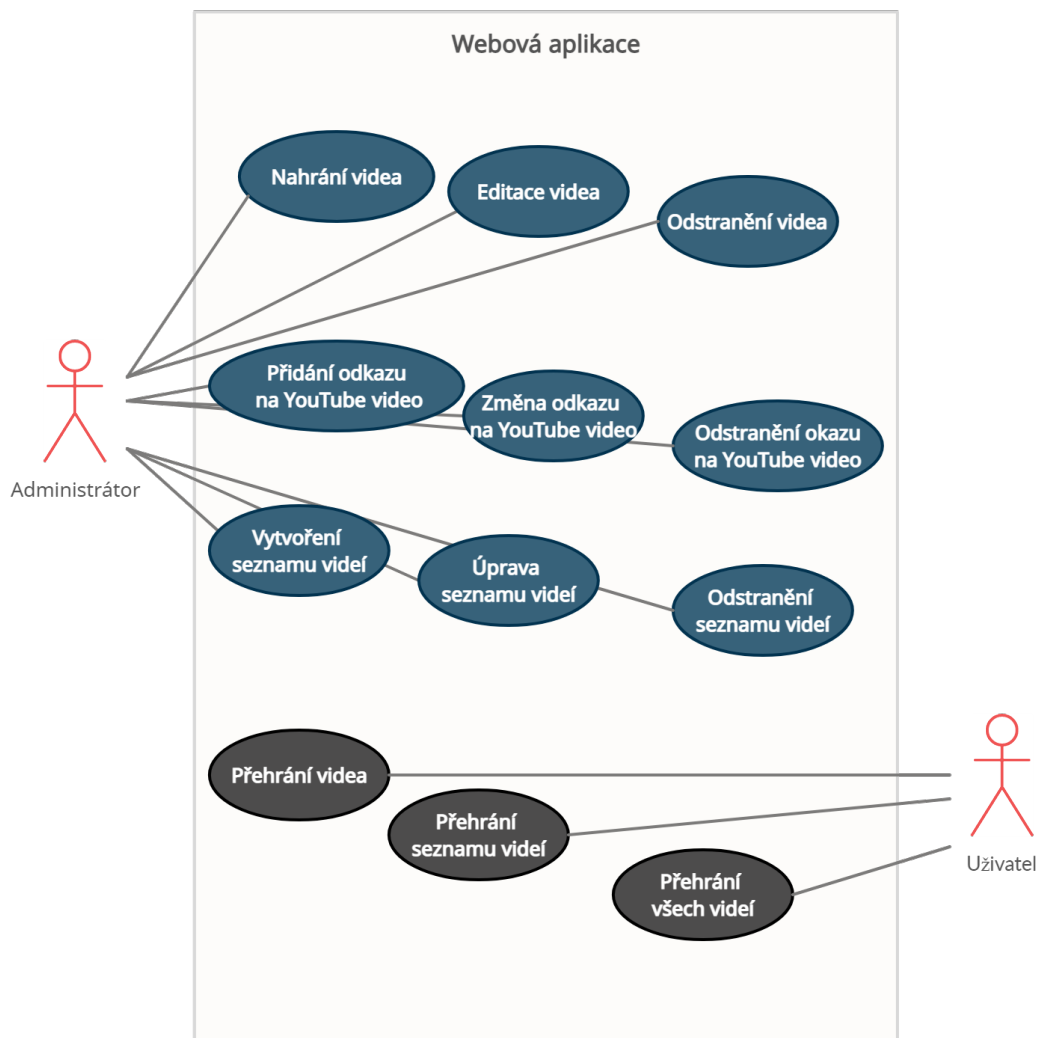 Webová aplikace
Nahrání videa
Editace videa
Odstranění videa
Přidání odkazu
na YouTube video
Změna odkazu
na YouTube video
Odstranění okazu
na YouTube video
Administrátor
Vytvoření
seznamu videí
Úprava
seznamu videí
Odstranění
seznamu videí
Přehrání videa
Přehrání
seznamu videí
Přehrání
všech videí
Uživatel